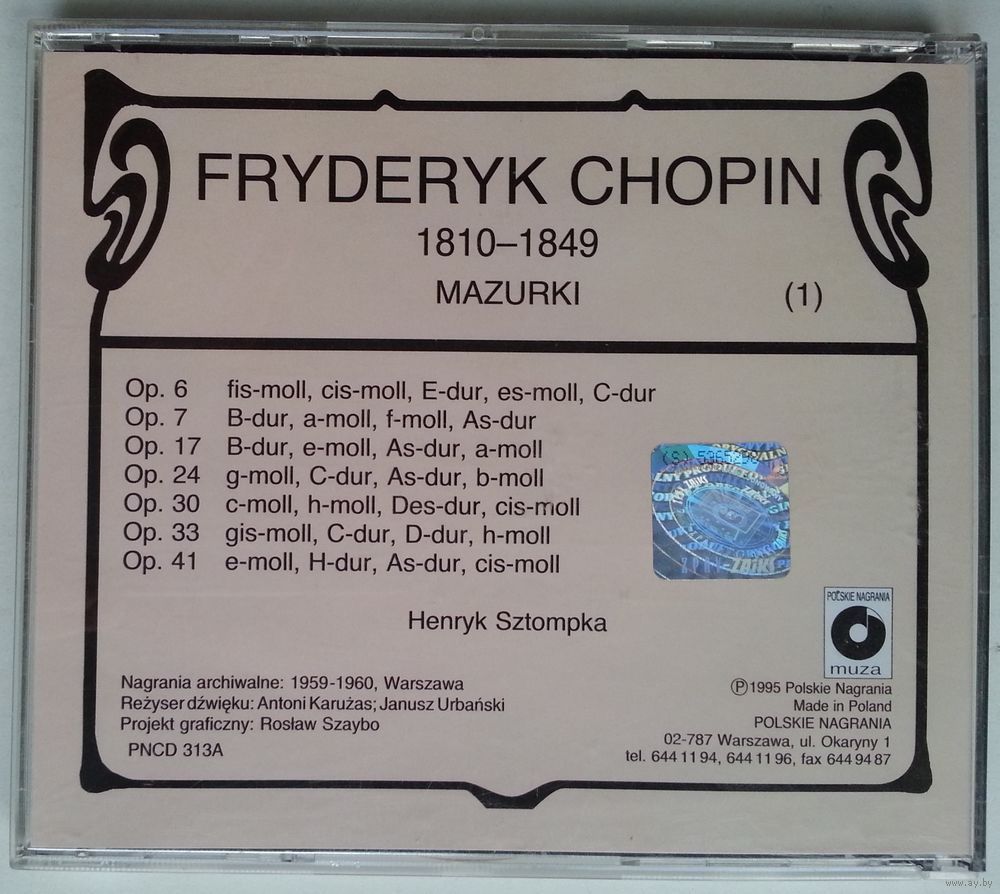 FRYDERYK CHOPIN
1810–1849
MAZURKI (1)
Op. 6 fis-moll, cis-moll, E-dur, es-moll, C-dur
Op. 7 B-dur, a-moll, f-moll, As-dur
Op. 17 B-dur, e-moll, As-dur, a-moll
Op. 24 g-moll, C-dur, As-dur, b-moll
Op. 30 c-moll, h-moll, Des-dur, cis-moll
Op. 33 gis-moll, C-dur, D-dur, h-moll
Op. 41 e-moll, H-dur, As-dur, cis-moll
ZAiKS
Henryk Sztompka
POLSKIE NAGRANIA
muza
Nagrania archiwalne: 1959-1960, Warszawa
Reżyser dźwięku: Antoni Karużas; Janusz Urbański
Projekt graficzny: Rosław Szaybo
PNCD 313A
Ⓟ 1995 Polskie Nagrania
Made in Poland
POLSKIE NAGRANIA
02-787 Warszawa, ul. Okaryny 1
tel. 644 11 94, 644 11 96, fax 644 94 87
www.ay.by